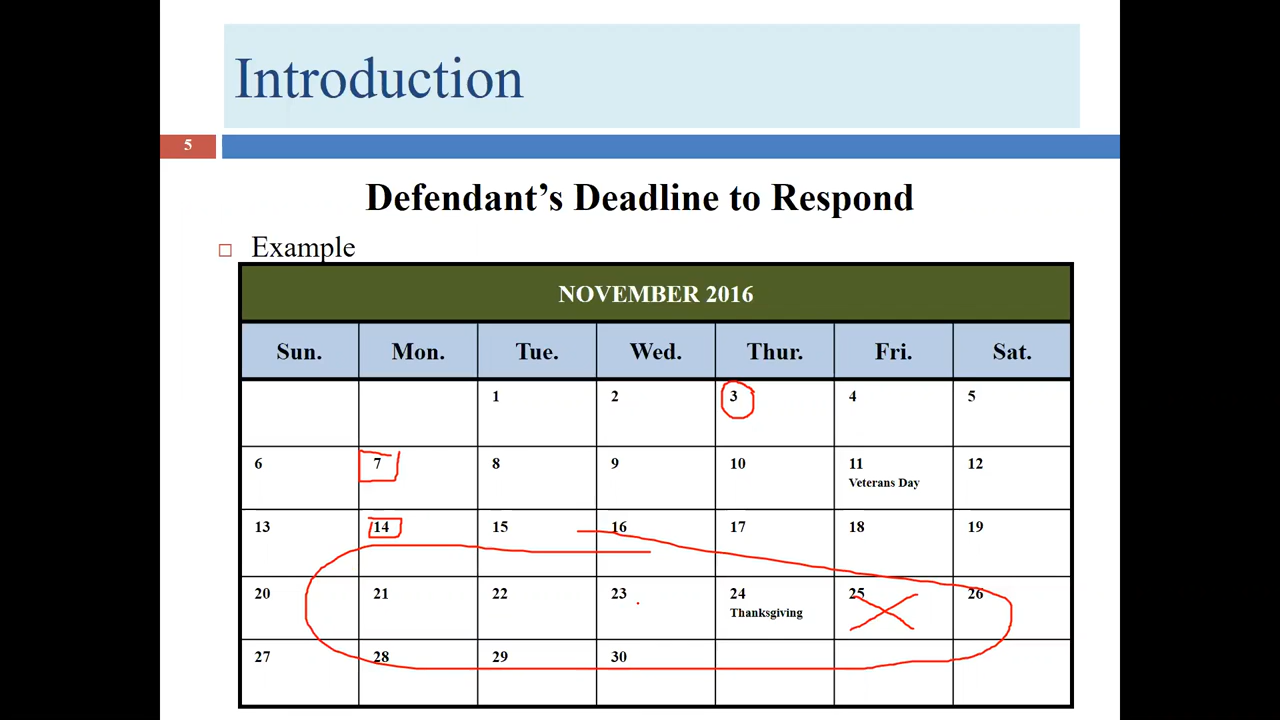 Introduction
5
Defendant’s Deadline to Respond
Example
NOVEMBER 2016
Sun. Mon. Tue. Wed. Thur. Fri. Sat.
1 2 3 4 5
6 7 8 9 10 11 12
Veterans Day
13 14 15 16 17 18 19
20 21 22 23 24 25 26
Thanksgiving
27 28 29 30